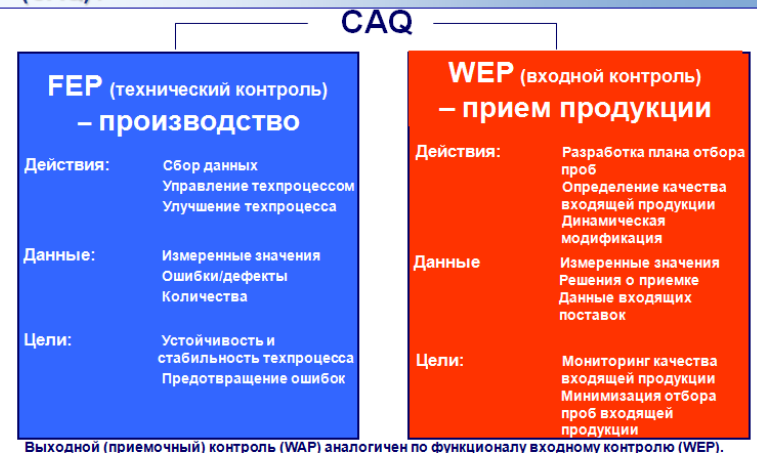 CAQ
FEP (технический контроль)
– производство
Действия:
Сбор данных
Управление техпроцессом
Улучшение техпроцесса
Данные:
Измеренные значения
Ошибки/дефекты
Количества
Цели:
Устойчивость и
стабильность техпроцесса
Предотвращение ошибок
WEP (входной контроль)
– прием продукции
Действия:
Разработка плана отбора
проб
Определение качества
входящей продукции
Динамическая
модификация
Данные
Измеренные значения
Решения о приемке
Данные входящих
поставок
Цели:
Мониторинг качества
входящей продукции
Минимизация отбора
проб входящей
продукции
Выходной (приемочный) контроль (WAP) аналогичен по функционалу входному контролю (WEP).